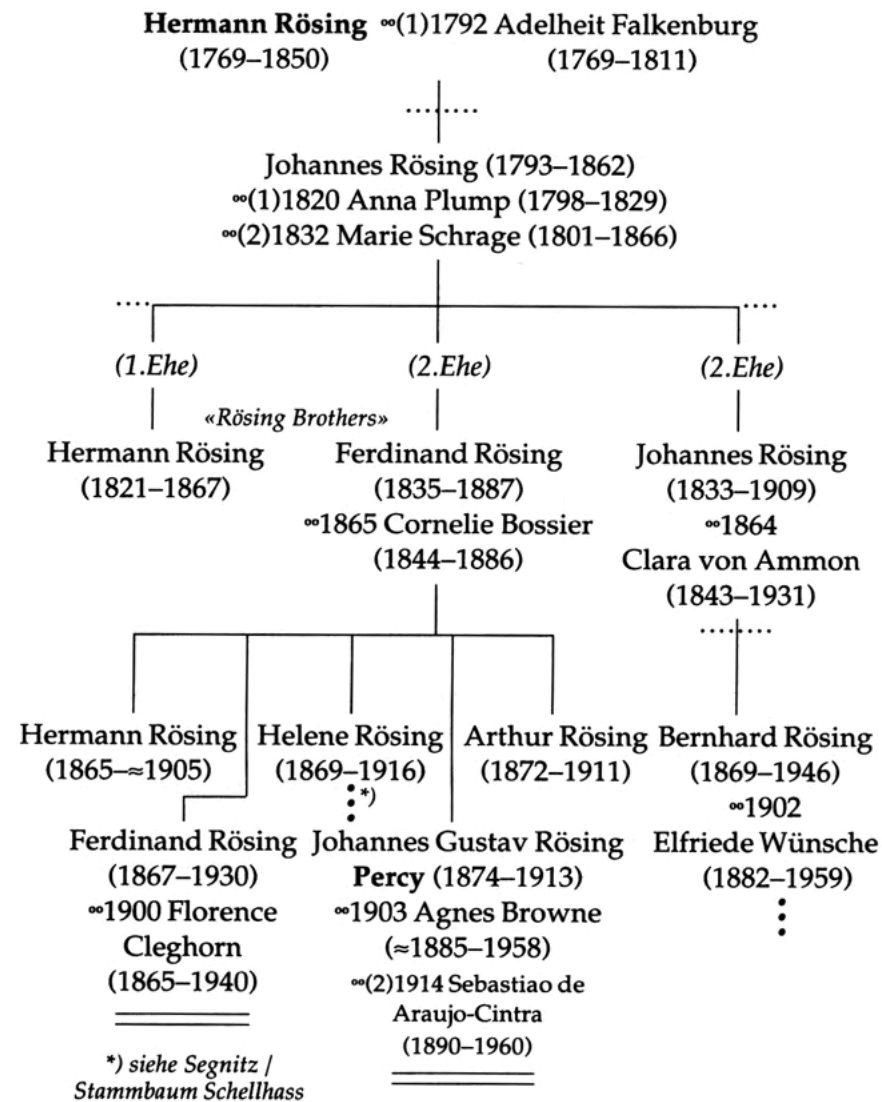 Hermann Rösing ∞(1)1792 Adelheit Falkenburg
(1769–1850) (1769–1811)
Johannes Rösing (1793–1862)
∞(1)1820 Anna Plump (1798–1829)
∞(2)1832 Marie Schrage (1801–1866)
(1.Ehe) (2.Ehe) (2.Ehe)
«Rösing Brothers»
Hermann Rösing Ferdinand Rösing Johannes Rösing
(1821–1867) (1835–1887) (1833–1909)
∞1865 Cornelie Bossier ∞1864
(1844–1886) Clara von Ammon
(1843–1931)
Hermann Rösing Helene Rösing Arthur Rösing Bernhard Rösing
(1865–≈1905) (1869–1916) (1872–1911) (1869–1946)
*) ∞1902
Ferdinand Rösing Johannes Gustav Rösing Elfriede Wünsche
(1867–1930) Percy (1874–1913) (1882–1959)
∞1900 Florence ∞1903 Agnes Browne
Cleghorn (≈1885–1958)
(1865–1940) ∞(2)1914 Sebastiao de
Araujo-Cintra
(1890–1960)
*) siehe Segnitz /
Stammbaum Schellhass